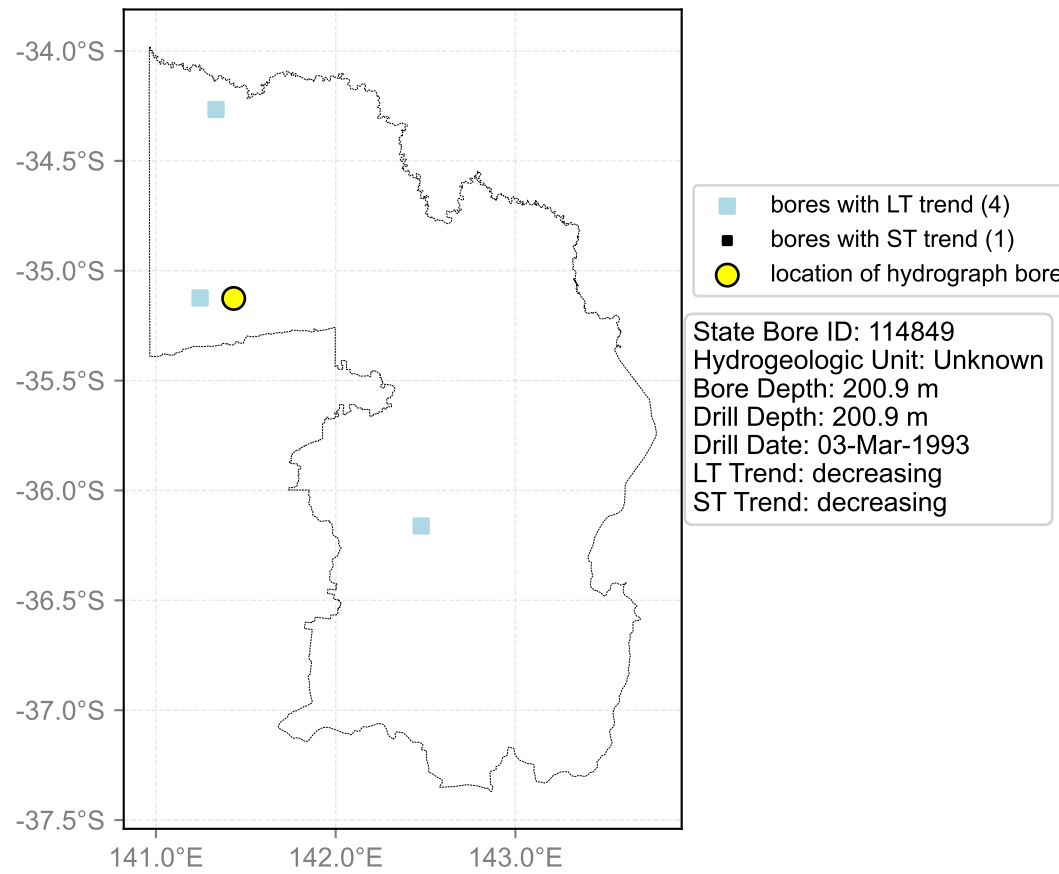 -34.0°S
-34.5°S
-35.0°S
-35.5°S
-36.0°S
-36.5°S
-37.0°S
-37.5°S
141.0°E
142.0°E
143.0°E
bores with LT trend (4)
bores with ST trend (1)
location of hydrograph bore
State Bore ID: 114849
Hydrogeologic Unit: Unknown
Bore Depth: 200.9 m
Drill Depth: 200.9 m
Drill Date: 03-Mar-1993
LT Trend: decreasing
ST Trend: decreasing